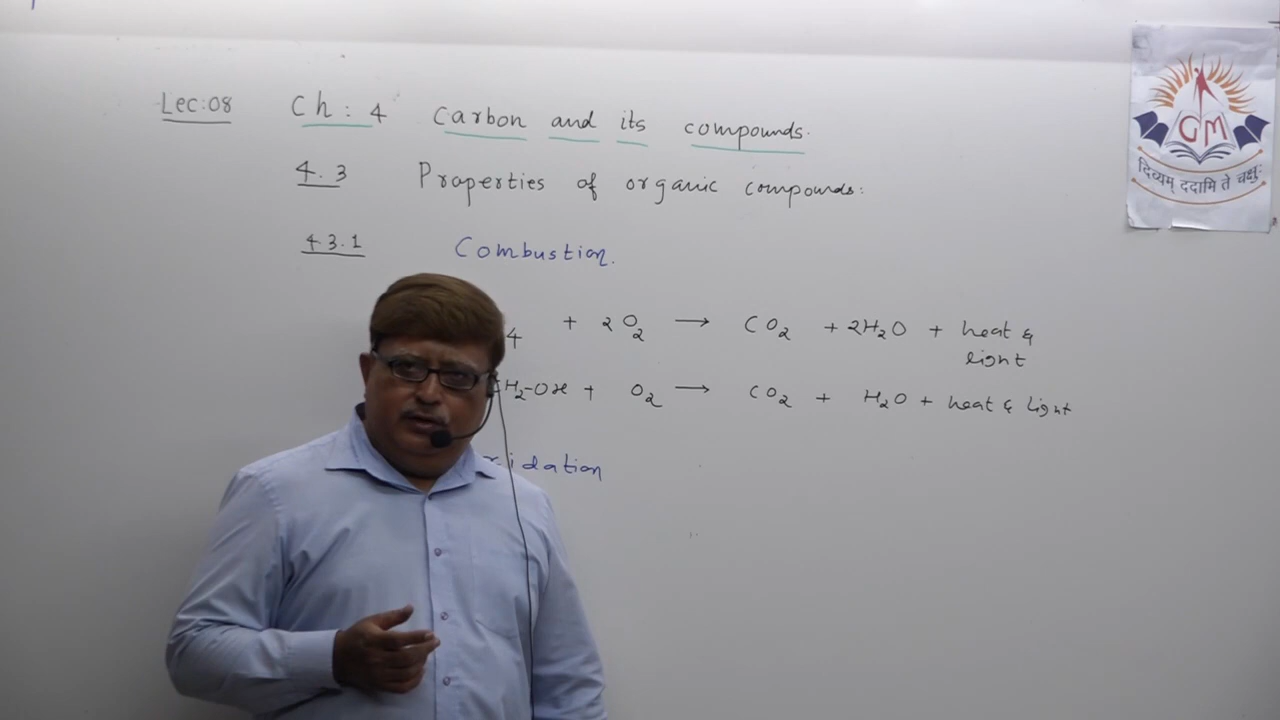 Lec:08 Ch: 4 Carbon and its compounds.
4.3 Properties of organic compounds:
4.3.1 Combustion.
4 + 2O2 → CO2 + 2H2O + heat &
light
H2-OH + O2 → CO2 + H2O + heat & light
idation
GM
दिव्यम् ददामि ते चक्षुः